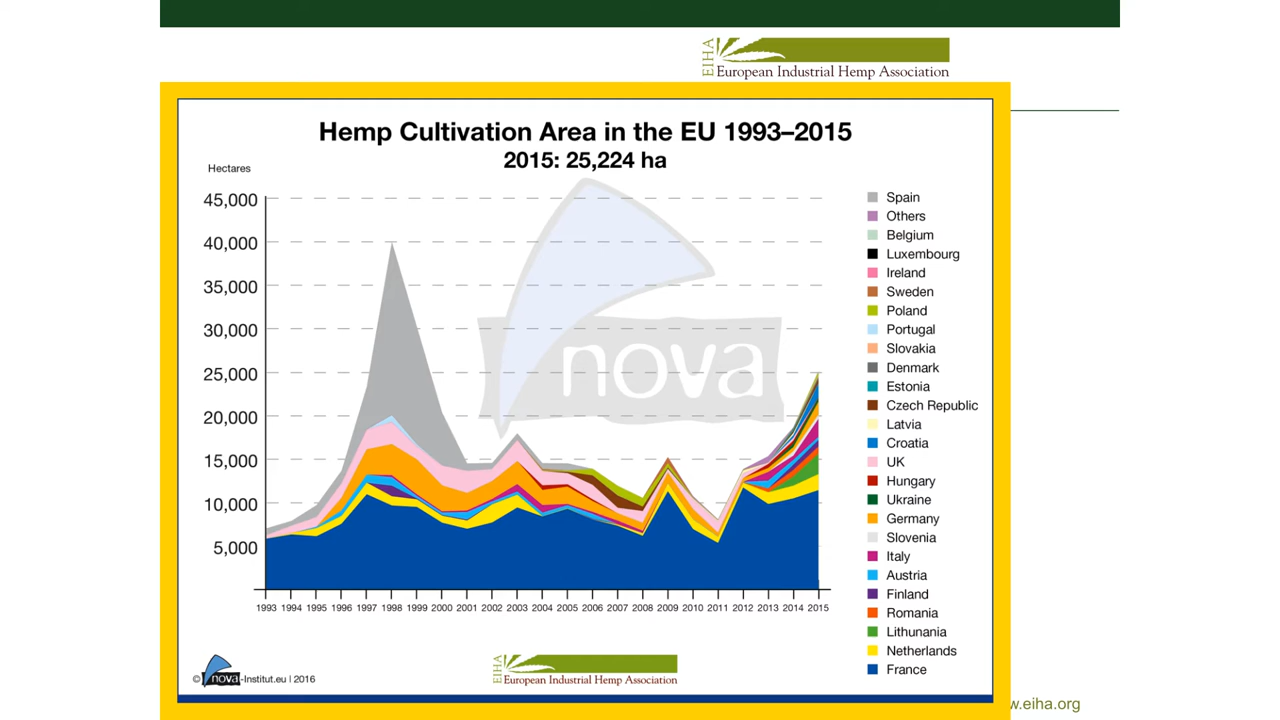 EIHA
European Industrial Hemp Association
Hemp Cultivation Area in the EU 1993–2015
2015: 25,224 ha
Hectares
45,000
40,000
35,000
30,000
25,000
20,000
15,000
10,000
5,000
nova
1993 1994 1995 1996 1997 1998 1999 2000 2001 2002 2003 2004 2005 2006 2007 2008 2009 2010 2011 2012 2013 2014 2015
Spain
Others
Belgium
Luxembourg
Ireland
Sweden
Poland
Portugal
Slovakia
Denmark
Estonia
Czech Republic
Latvia
Croatia
UK
Hungary
Ukraine
Germany
Slovenia
Italy
Austria
Finland
Romania
Lithunania
Netherlands
France
© nova-Institut.eu | 2016
EIHA
European Industrial Hemp Association
w.eiha.org